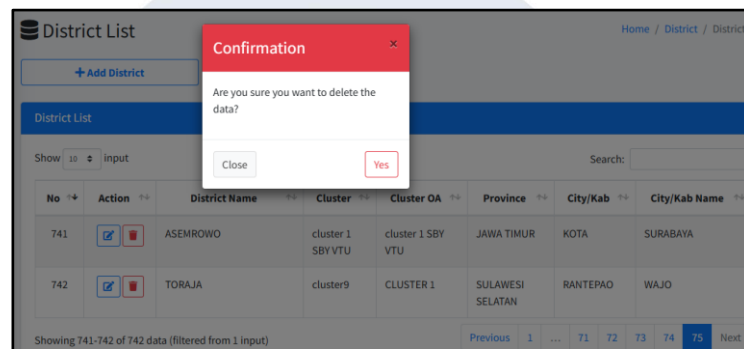 District List
Home / District / District
+ Add District
Confirmation
×
Are you sure you want to delete the
data?
Close
Yes
District List
Show 10 input
Search:
No Action District Name Cluster Cluster OA Province City/Kab City/Kab Name
741 ASEMROWO cluster 1 SBY VTU cluster 1 SBY VTU JAWA TIMUR KOTA SURABAYA
742 TORAJA cluster9 CLUSTER 1 SULAWESI SELATAN RANTEPAO WAJO
Showing 741-742 of 742 data (filtered from 1 input)
Previous 1 ... 71 72 73 74 75 Next